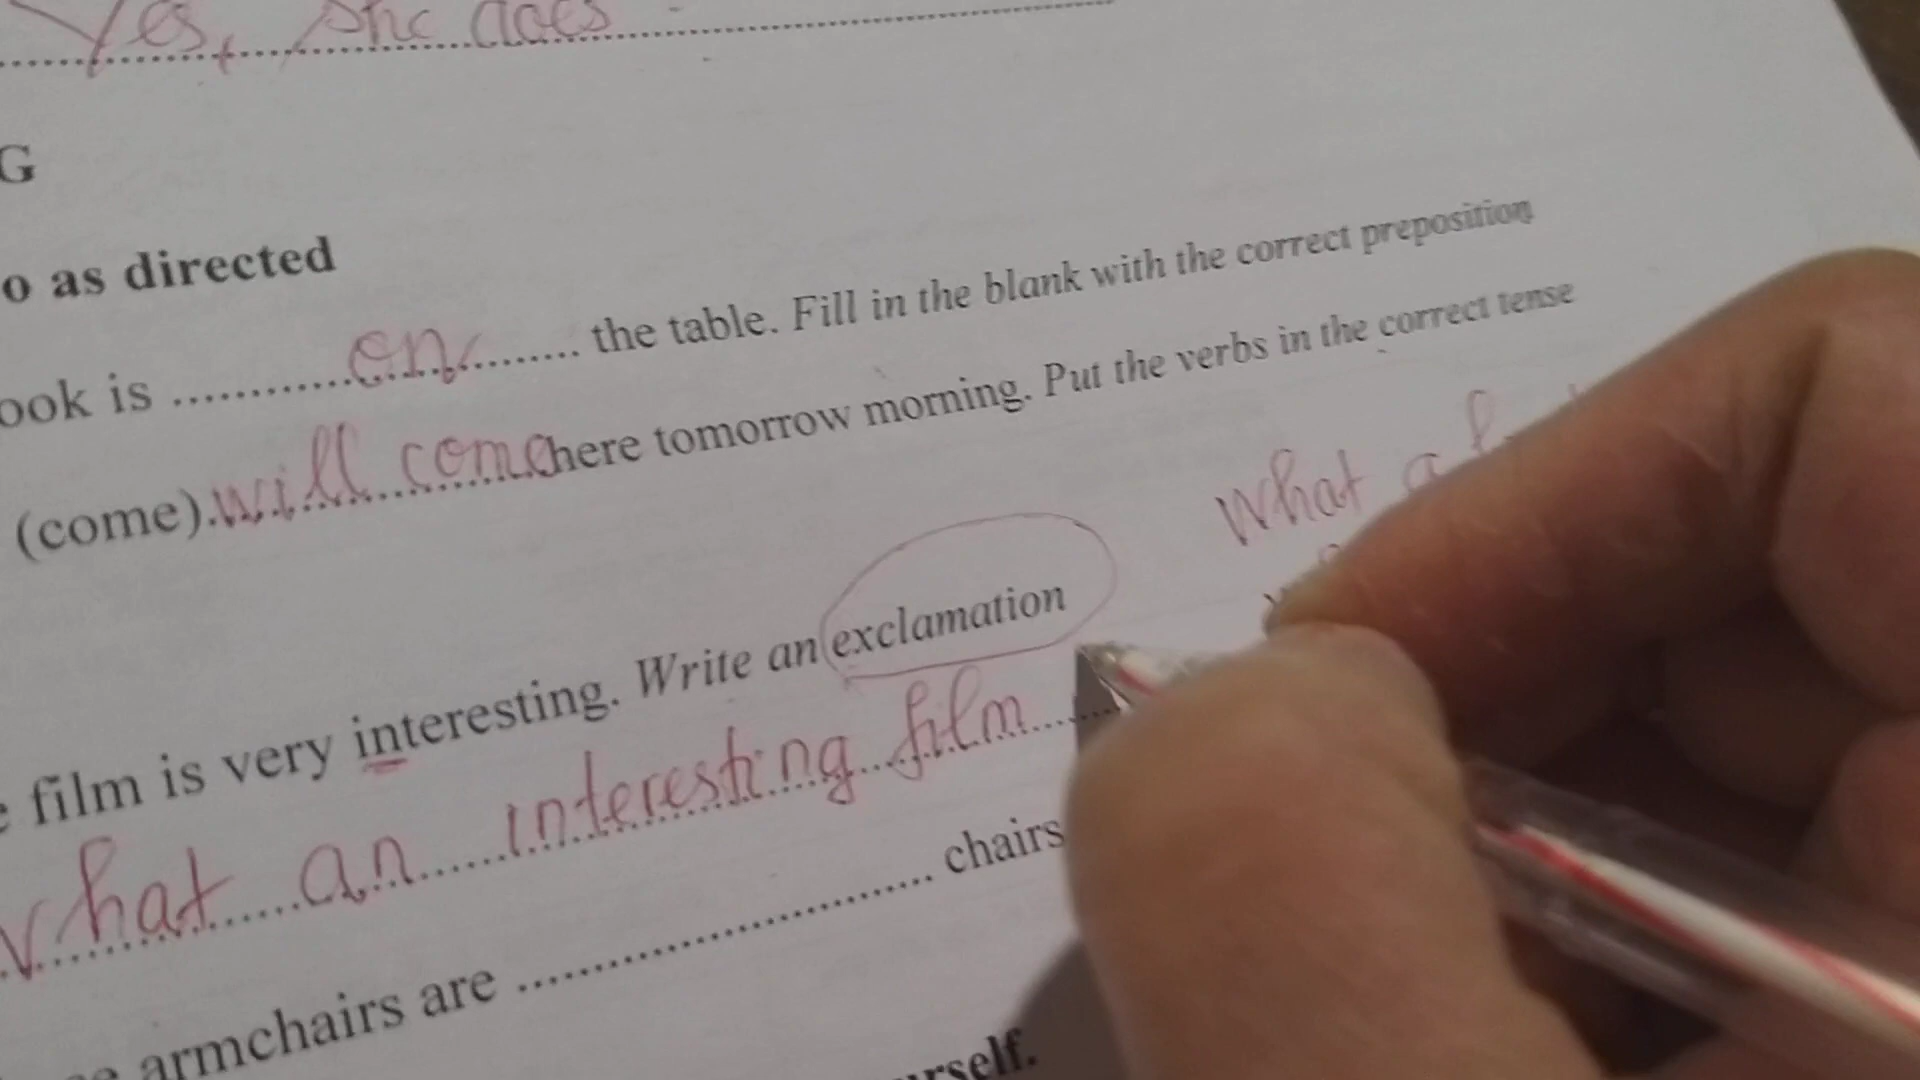 Yes, she does
G
o as directed
ook is ............ on ......... the table. Fill in the blank with the correct preposition
(come). will come here tomorrow morning. Put the verbs in the correct tense
What a
film is very interesting. Write an exclamation
What an interesting film
armchairs are .............................. chairs
urself.